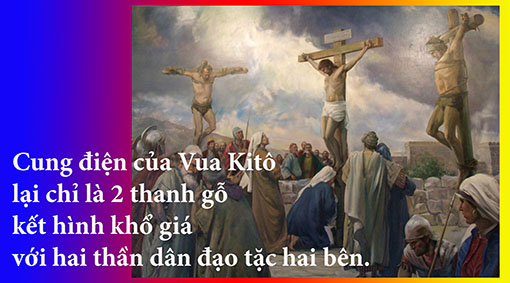 Cung điện của Vua Kitô
lại chỉ là 2 thanh gỗ
kết hình khổ giá
với hai thần dân đạo tặc hai bên.